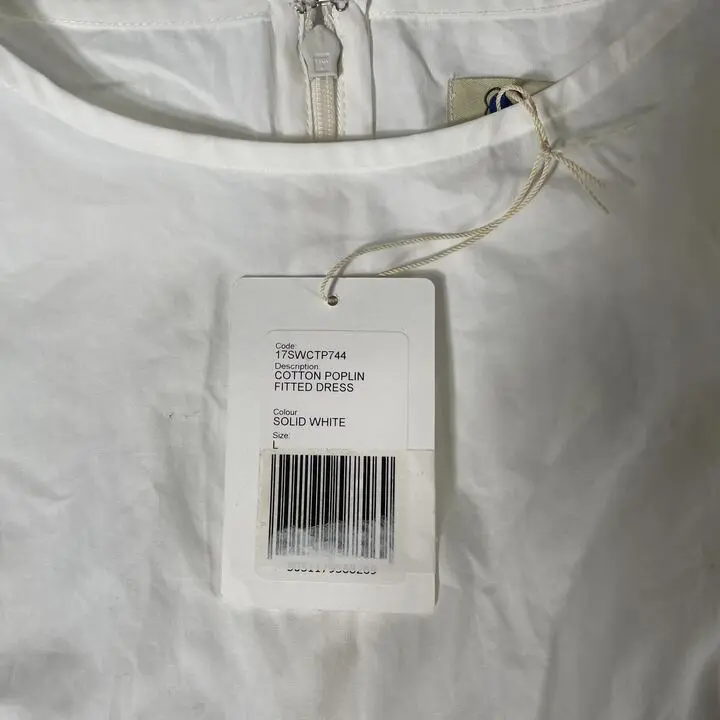 Code:
17SWCTP744
Description:
COTTON POPLIN
FITTED DRESS
Colour
SOLID WHITE
Size:
L